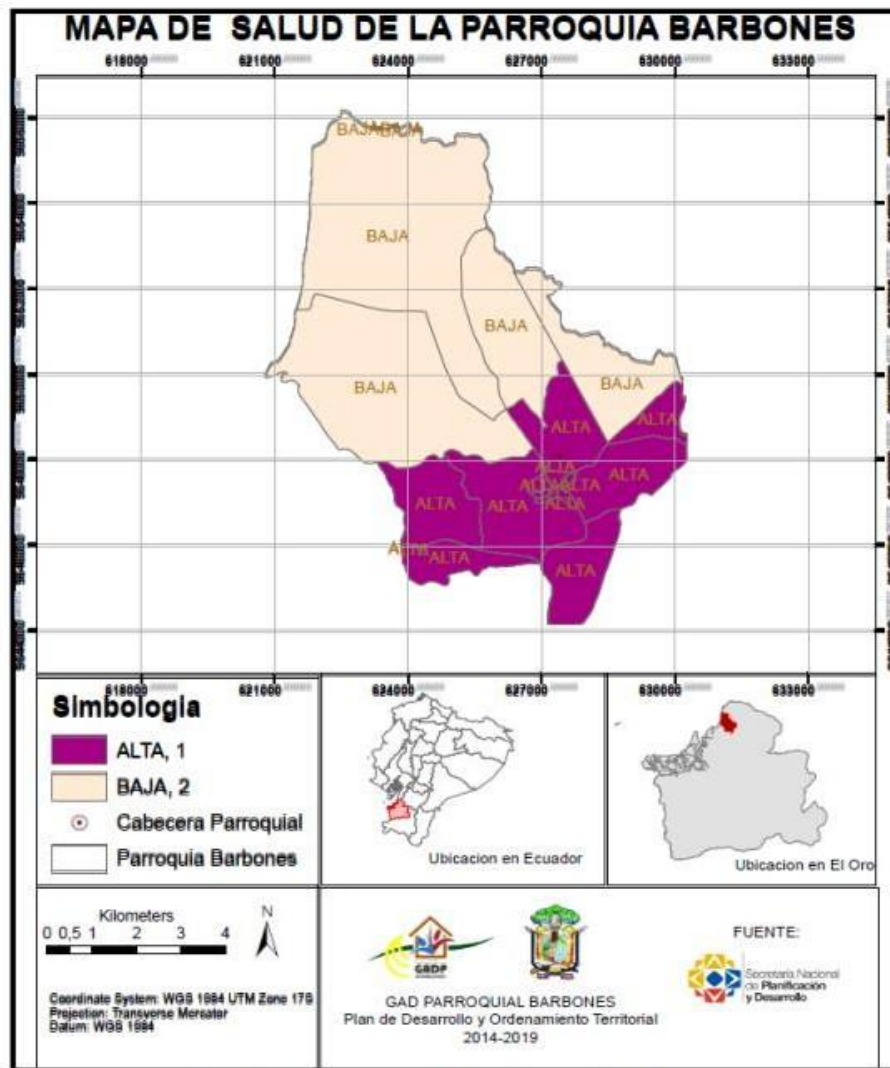 MAPA DE SALUD DE LA PARROQUIA BARBONES
618000 621000 624000 627000 630000 633000
BAJA BAJA
BAJA
BAJA
BAJA
BAJA
ALTA
ALTA
ALTA
ALTA
ALTA
ALTA
ALTA
ALTA
ALTA
ALTA
ALTA
618000 621000 624000 627000 630000 633000
Simbologia
ALTA, 1
BAJA, 2
Cabecera Parroquial
Parroquia Barbones
Ubicacion en Ecuador
Ubicacion en El Oro
Kilometers
0 0,5 1 2 3 4
N
Coordinate System: WGS 1984 UTM Zone 17S
Projection: Transverse Mercator
Datum: WGS 1984
GADP
GAD PARROQUIAL BARBONES
Plan de Desarrollo y Ordenamiento Territorial
2014-2019
FUENTE:
Secretaría Nacional
de Planificación
y Desarrollo